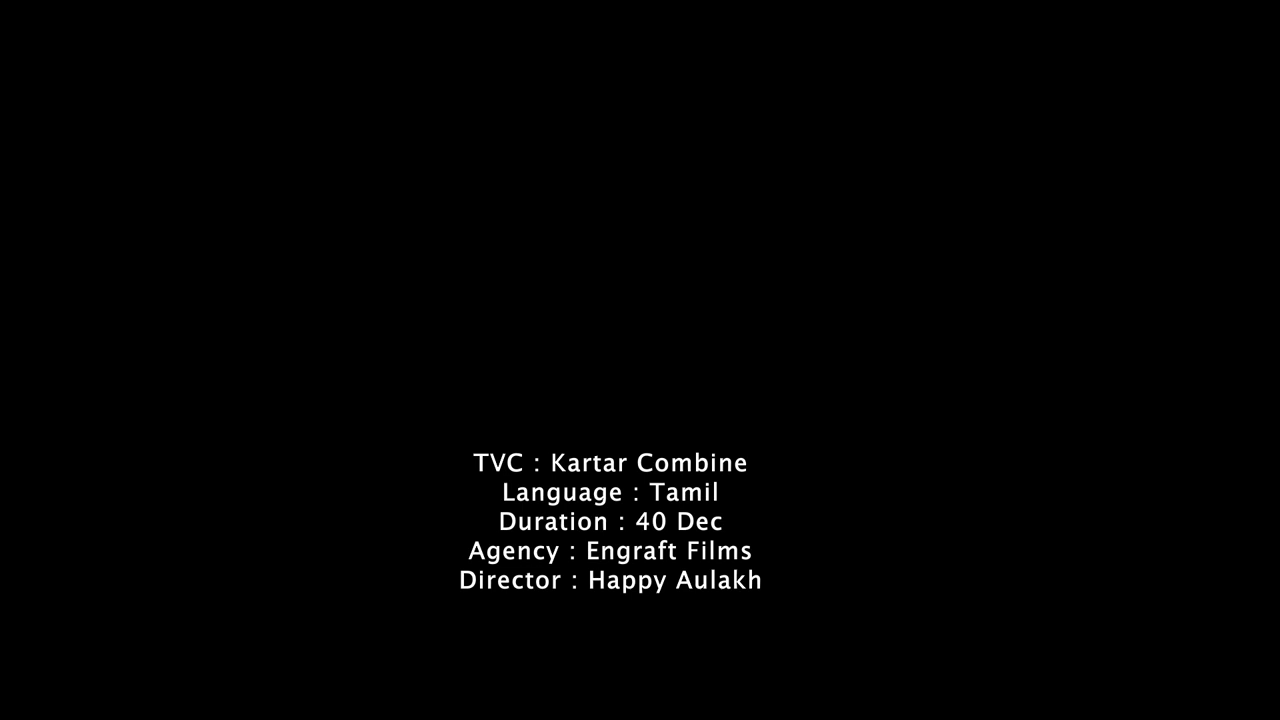 TVC : Kartar Combine
Language : Tamil
Duration : 40 Dec
Agency : Engraft Films
Director : Happy Aulakh